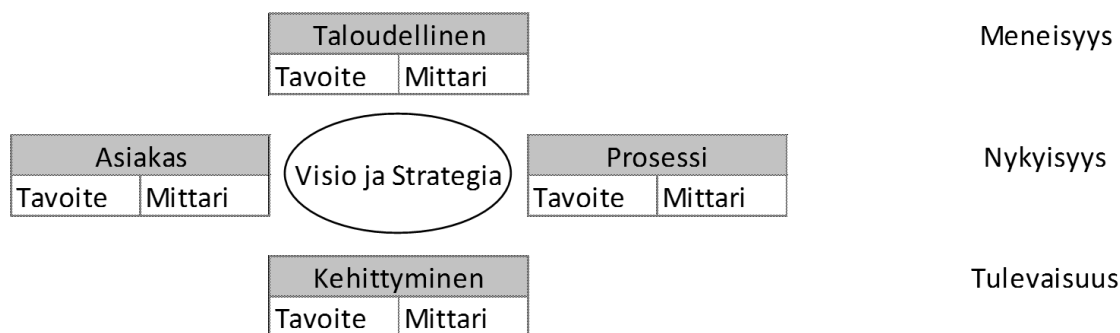 Taloudellinen
Meneisyys
Tavoite Mittari
Asiakas
Visio ja Strategia
Prosessi
Nykyisyys
Tavoite Mittari
Tavoite Mittari
Kehittyminen
Tulevaisuus
Tavoite Mittari